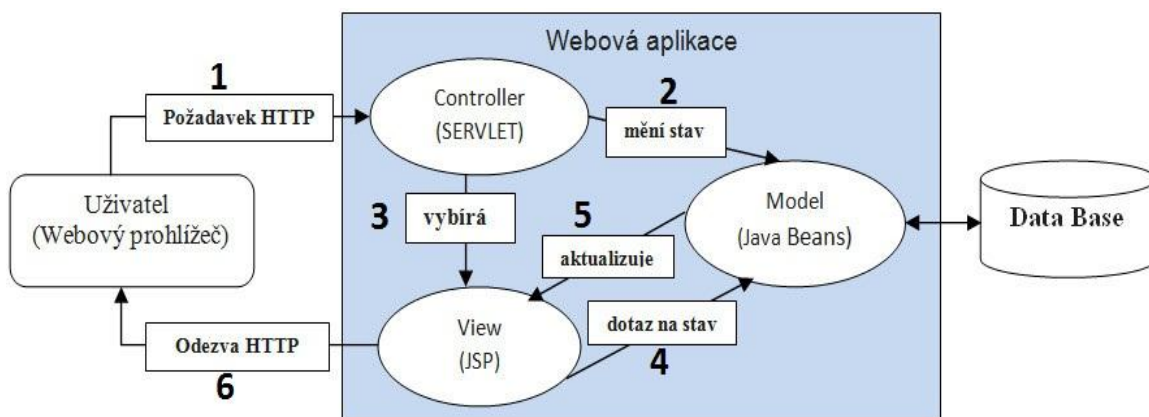 Webová aplikace
1
Požadavek HTTP
Controller
(SERVLET)
2
mění stav
Uživatel
(Webový prohlížeč)
3
vybírá
5
aktualizuje
Model
(Java Beans)
Data Base
View
(JSP)
dotaz na stav
4
Odezva HTTP
6